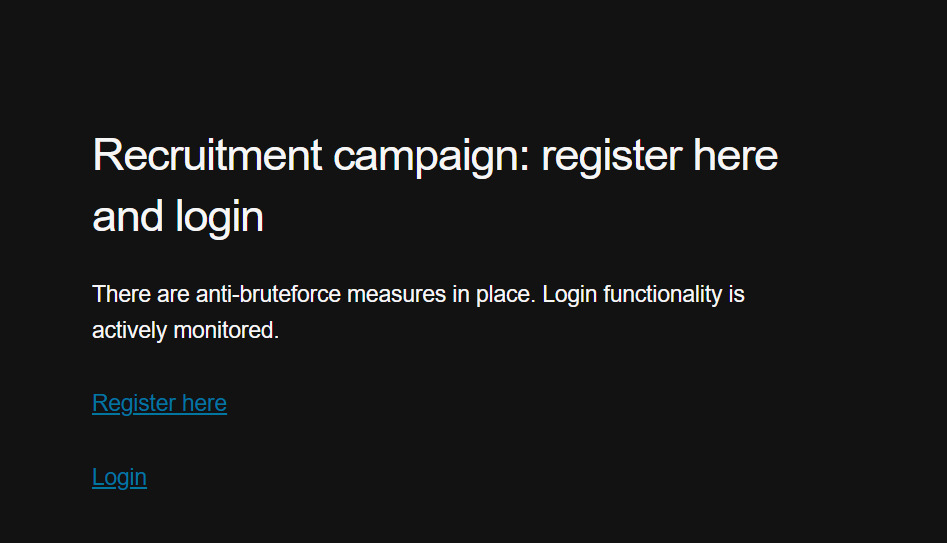 Recruitment campaign: register here
and login
There are anti-bruteforce measures in place. Login functionality is
actively monitored.
Register here
Login